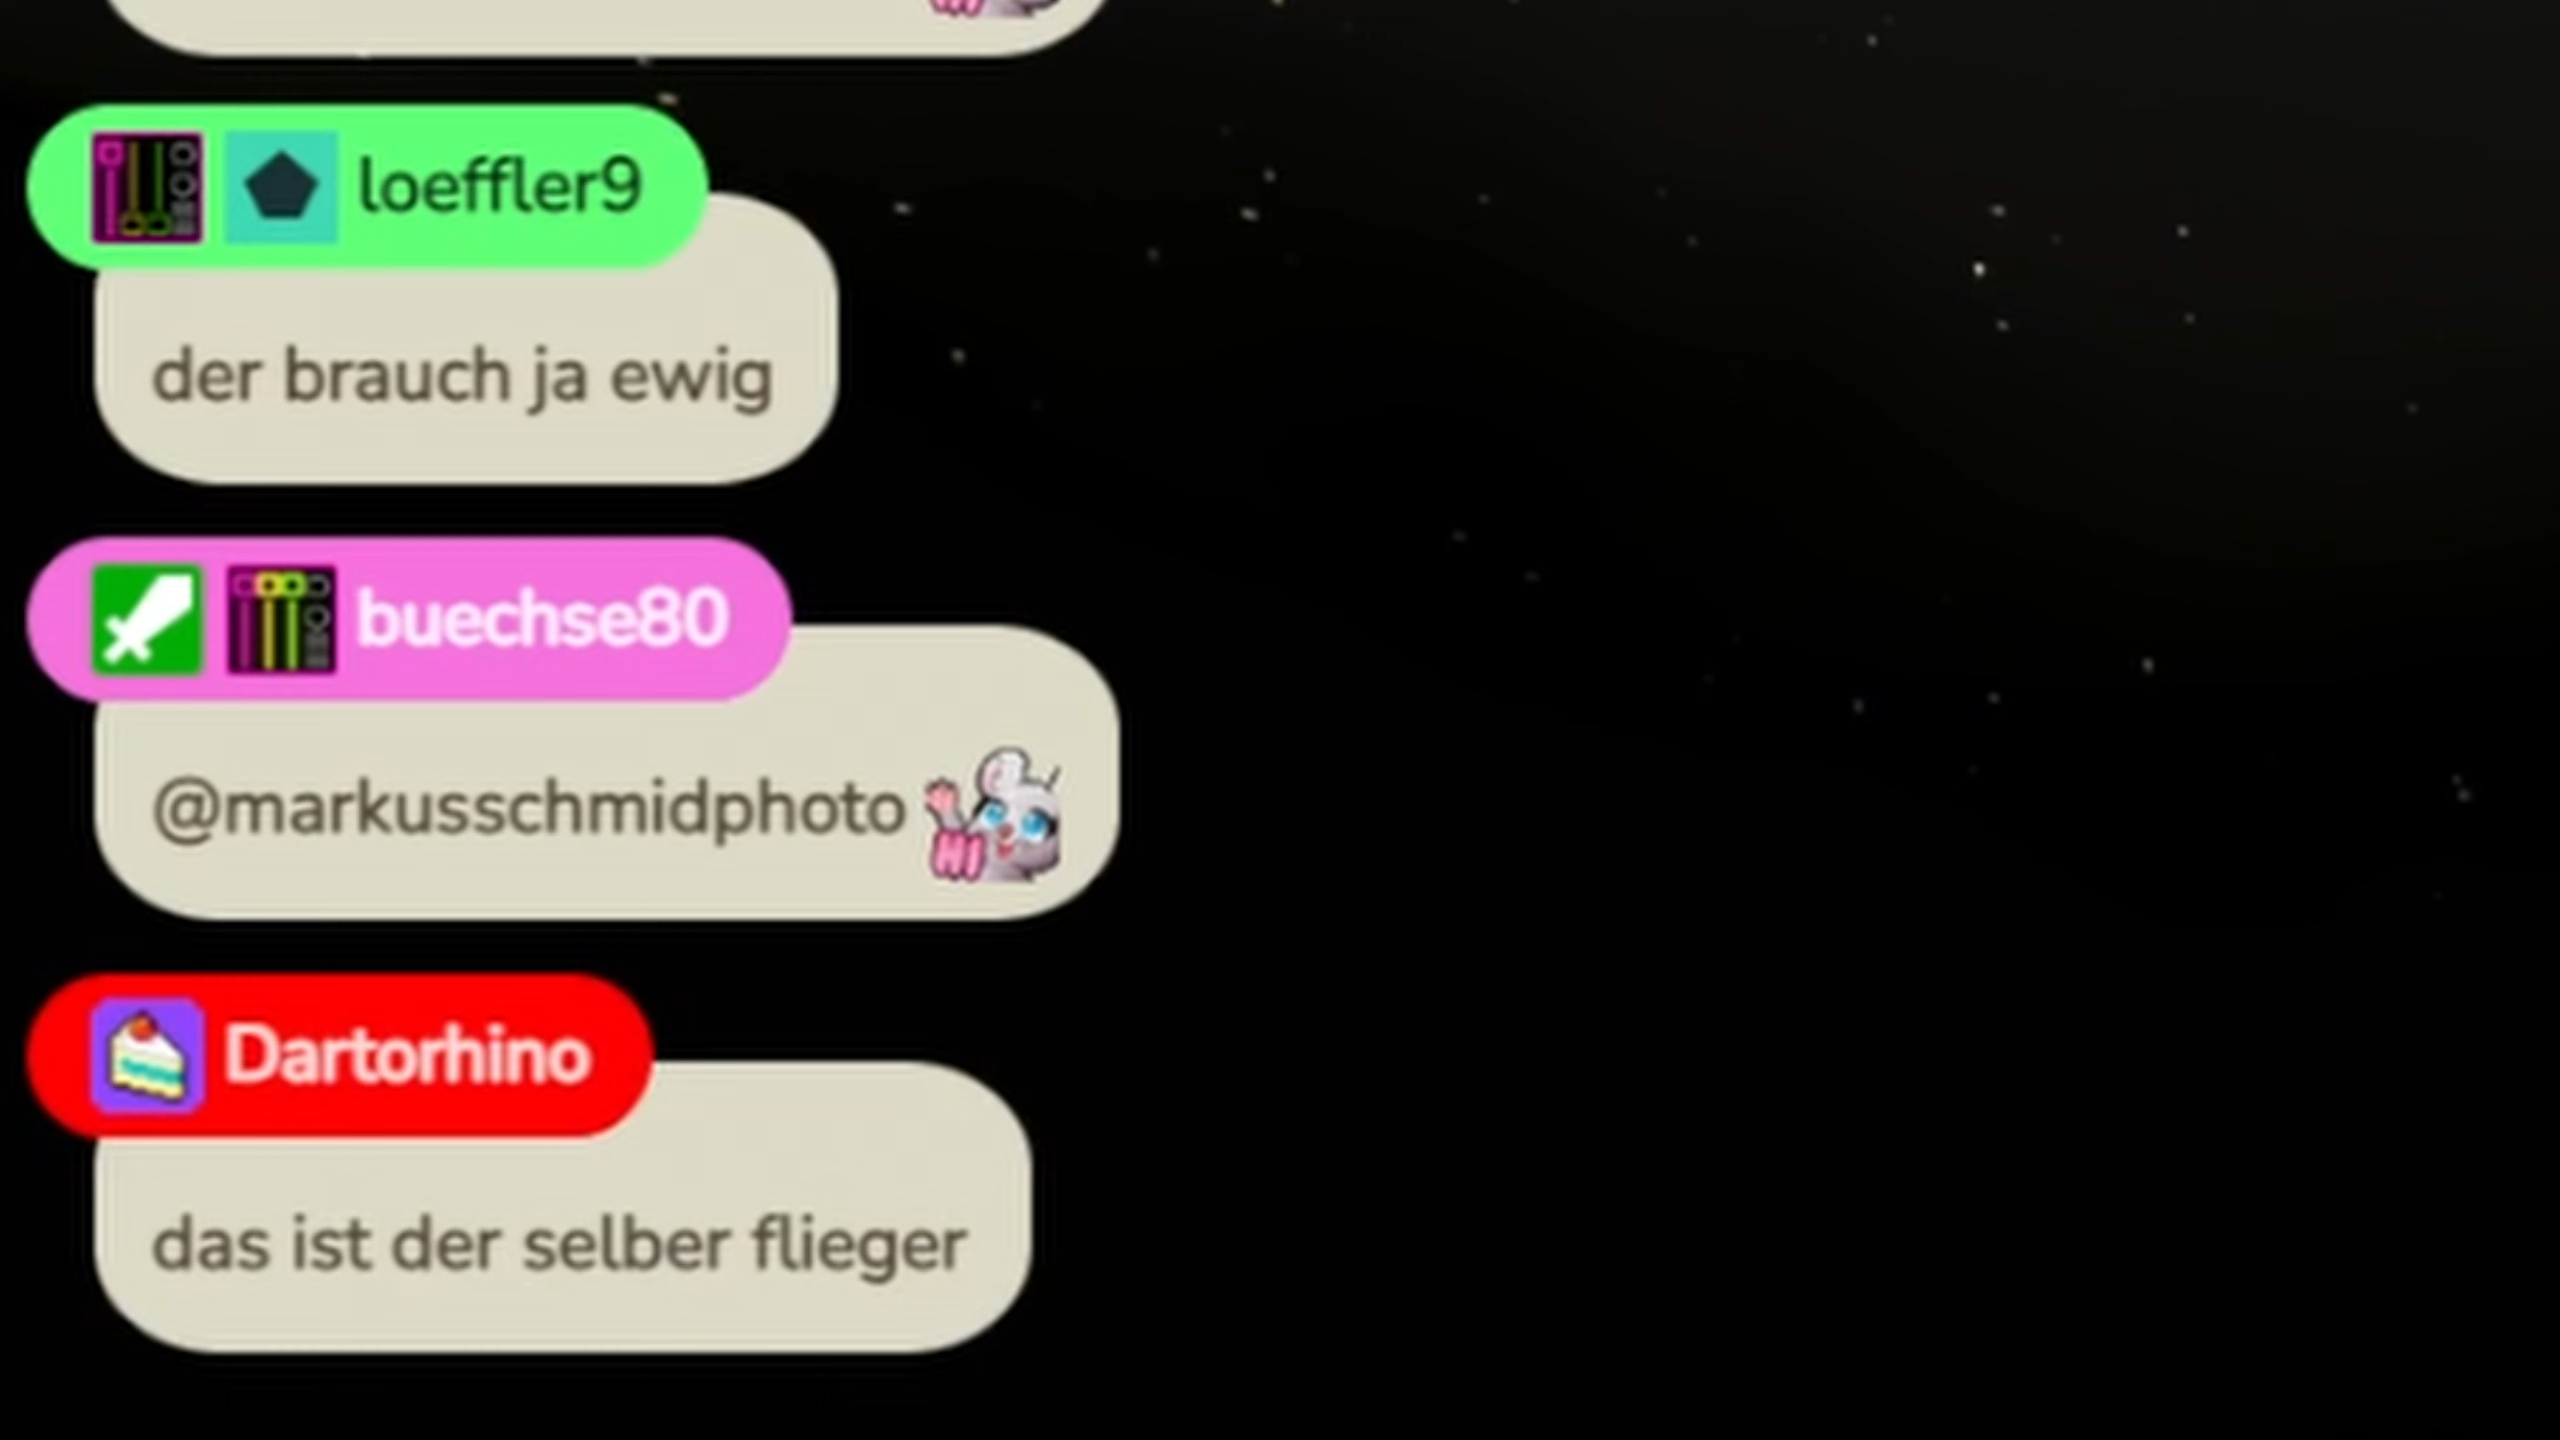 loeffler9
der brauch ja ewig
buechse80
@markusschmidphoto HI
Dartorhino
das ist der selber flieger